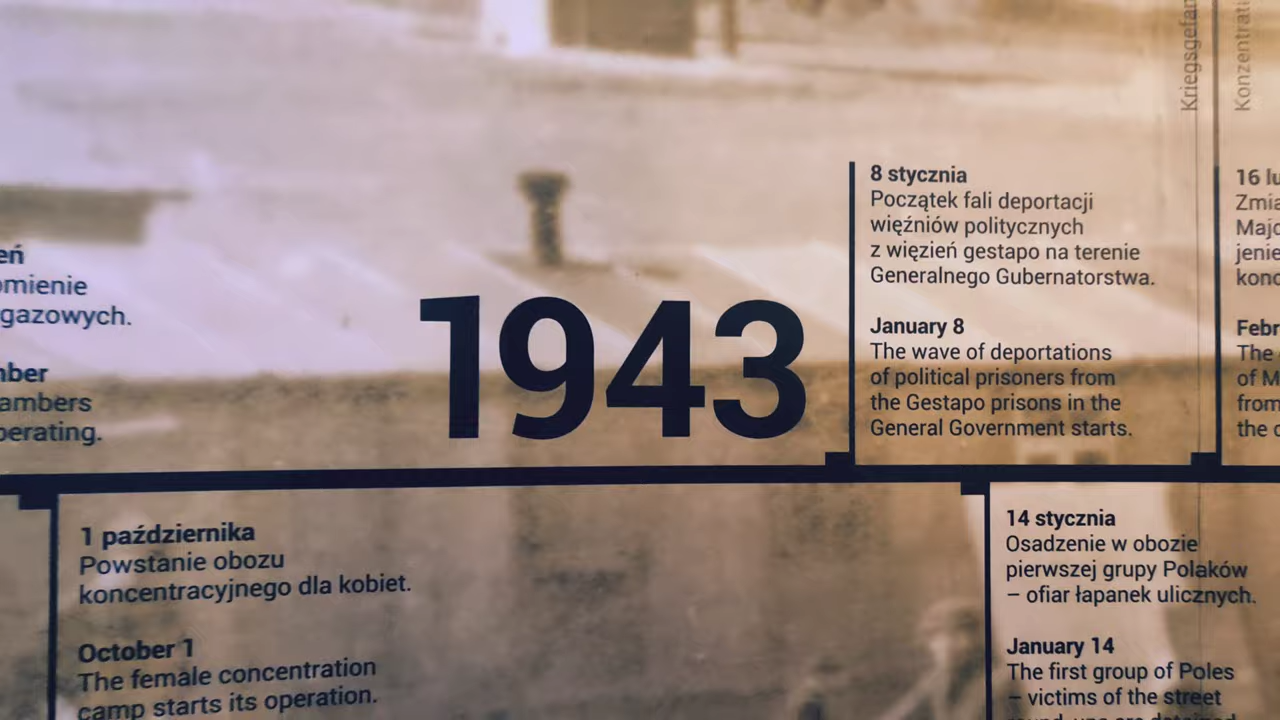 Kriegsgefan
Konzentrati
8 stycznia
Początek fali deportacji
więźniów politycznych
z więzień gestapo na terenie
Generalnego Gubernatorstwa.
January 8
The wave of deportations
of political prisoners from
the Gestapo prisons in the
General Government starts.
16 lu
Zmia
Majd
jenie
konc
Febr
The
of M
from
the c
eń
omienie
gazowych.
mber
ambers
perating.
1943
1 października
Powstanie obozu
koncentracyjnego dla kobiet.
October 1
The female concentration
camp starts its operation.
14 stycznia
Osadzenie w obozie
pierwszej grupy Polaków
– ofiar łapanek ulicznych.
January 14
The first group of Poles
– victims of the street